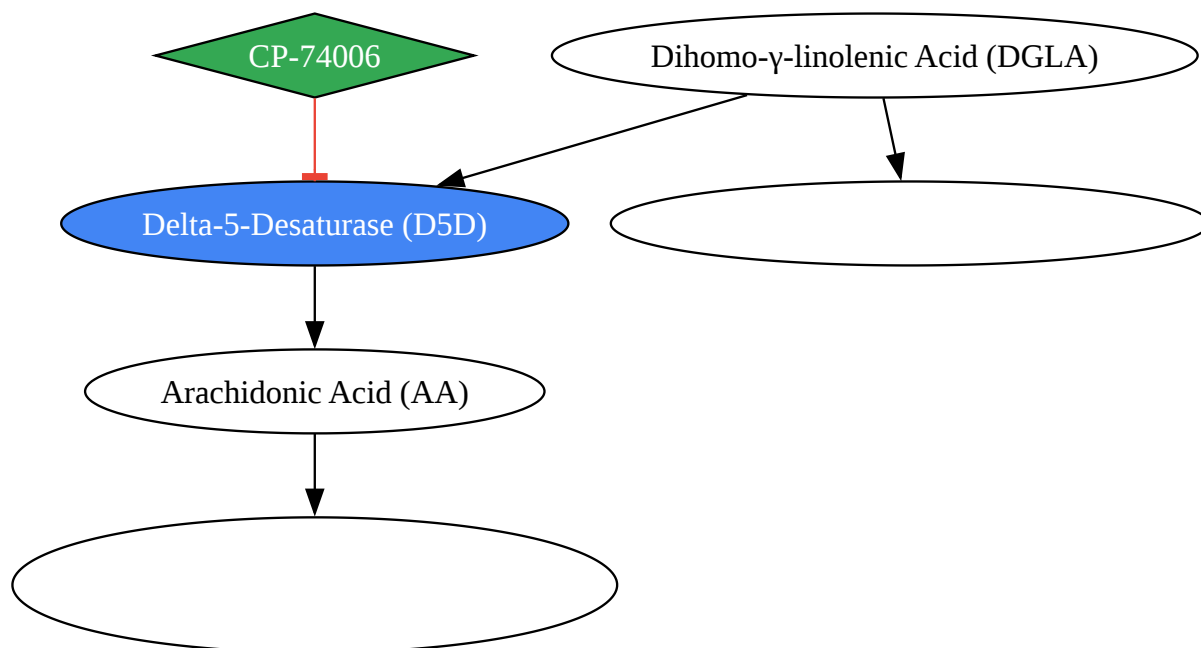 CP-74006
Dihomo-γ-linolenic Acid (DGLA)
Delta-5-Desaturase (D5D)
Arachidonic Acid (AA)